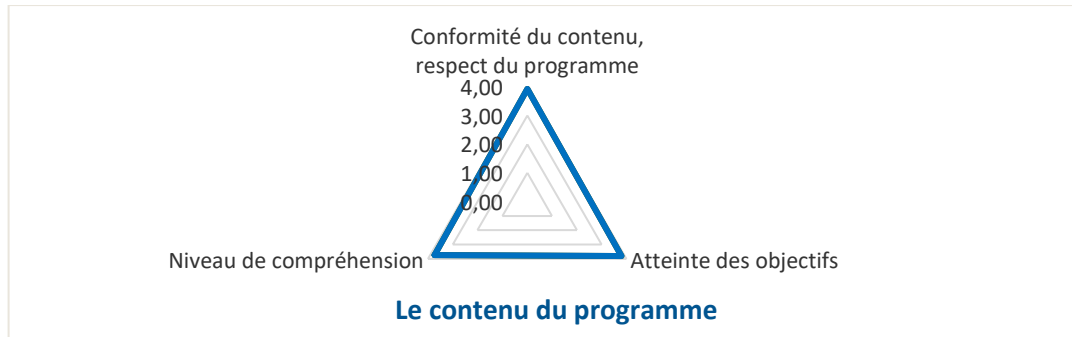 Conformité du contenu,
respect du programme
4,00
3,00
2,00
1,00
0,00
Niveau de compréhension
Atteinte des objectifs
Le contenu du programme